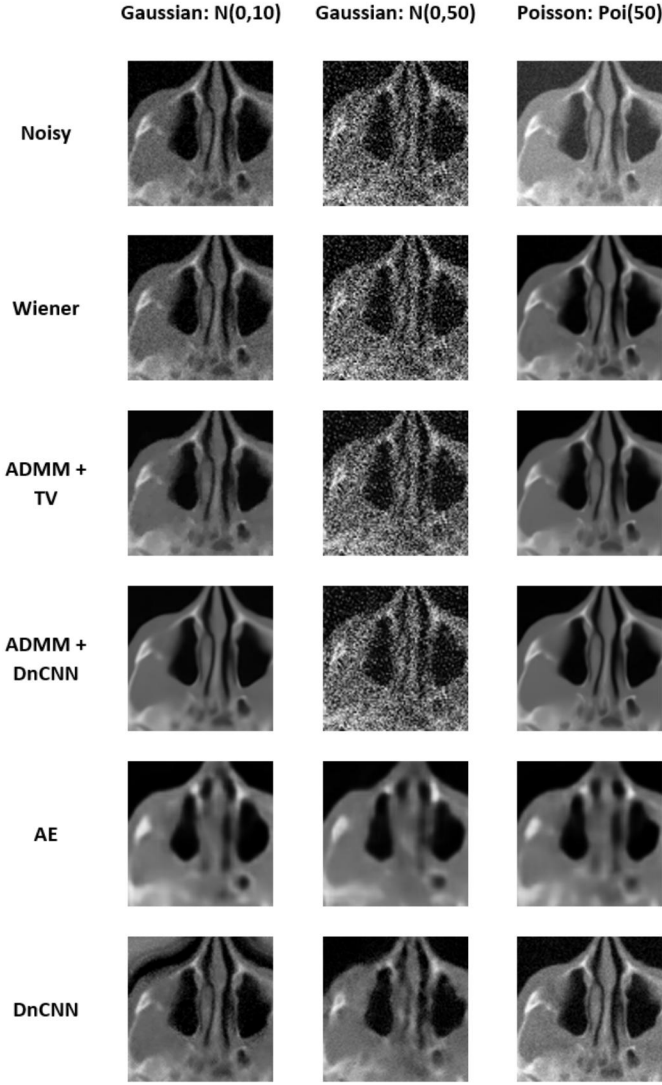 Gaussian: N(0,10) Gaussian: N(0,50) Poisson: Poi(50)
Noisy
Wiener
ADMM +
TV
ADMM +
DnCNN
AE
DnCNN